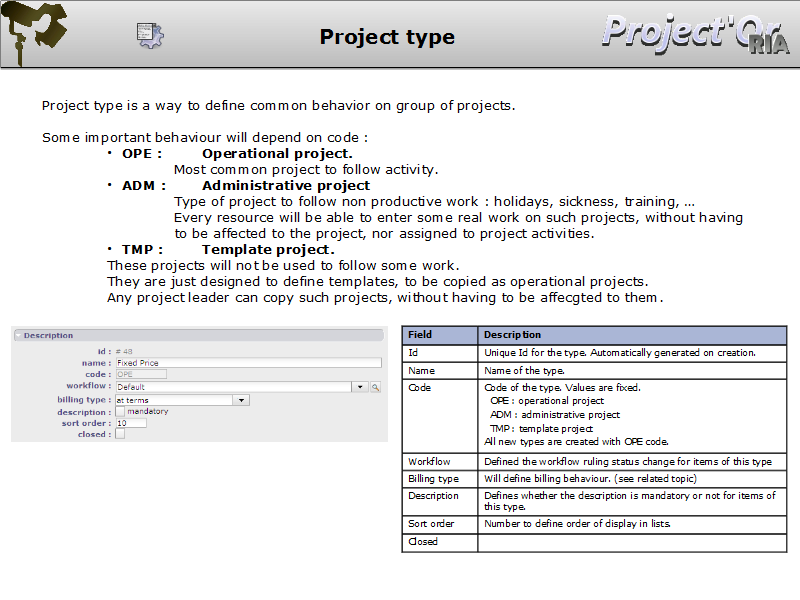 Project type
Project'Or
RIA
Project type is a way to define common behavior on group of projects.
Some important behaviour will depend on code :
• OPE : Operational project.
Most common project to follow activity.
• ADM : Administrative project
Type of project to follow non productive work : holidays, sickness, training, ...
Every resource will be able to enter some real work on such projects, without having
to be affected to the project, nor assigned to project activities.
• TMP : Template project.
These projects will not be used to follow some work.
They are just designed to define templates, to be copied as operational projects.
Any project leader can copy such projects, without having to be affecgted to them.
Description
id : # 48
name : Fixed Price
code : OPE
workflow : Default
billing type : at terms
description : mandatory
sort order : 10
closed :
Field Description
Id Unique Id for the type. Automatically generated on creation.
Name Name of the type.
Code Code of the type. Values are fixed.
OPE : operational project
ADM : administrative project
TMP : template project
All new types are created with OPE code.
Workflow Defined the workflow ruling status change for items of this type
Billing type Will define billing behaviour. (see related topic)
Description Defines whether the description is mandatory or not for items of
this type.
Sort order Number to define order of display in lists.
Closed